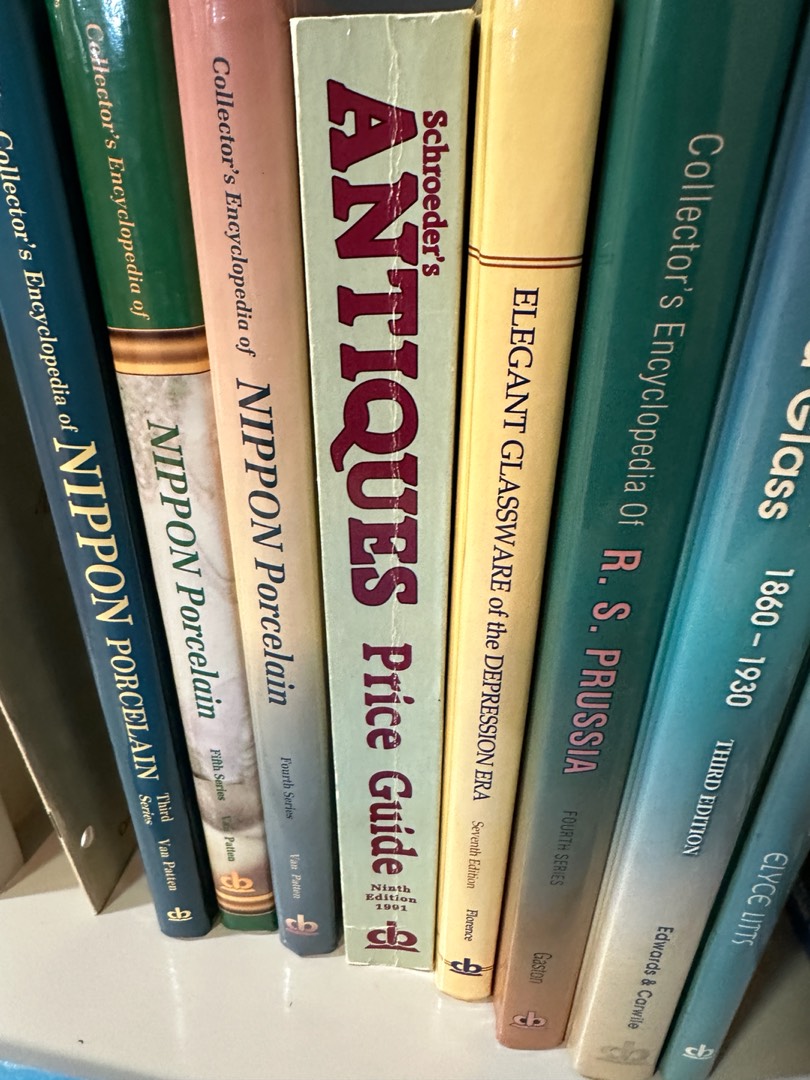 Collector's Encyclopedia of NIPPON PORCELAIN Third Series Van Patten
Collector's Encyclopedia of NIPPON Porcelain Fifth Series Van Patten
Collector's Encyclopedia of NIPPON Porcelain Fourth Series Van Patten
Schroeder's
ANTIQUES Price Guide
Ninth
Edition
1991
ELEGANT GLASSWARE of the DEPRESSION ERA Seventh Edition Florence
Collector's Encyclopedia Of R. S. PRUSSIA FOURTH SERIES Gaston
Glass 1860-1930 THIRD EDITION Edwards & Carwile
ELYCE LITTS